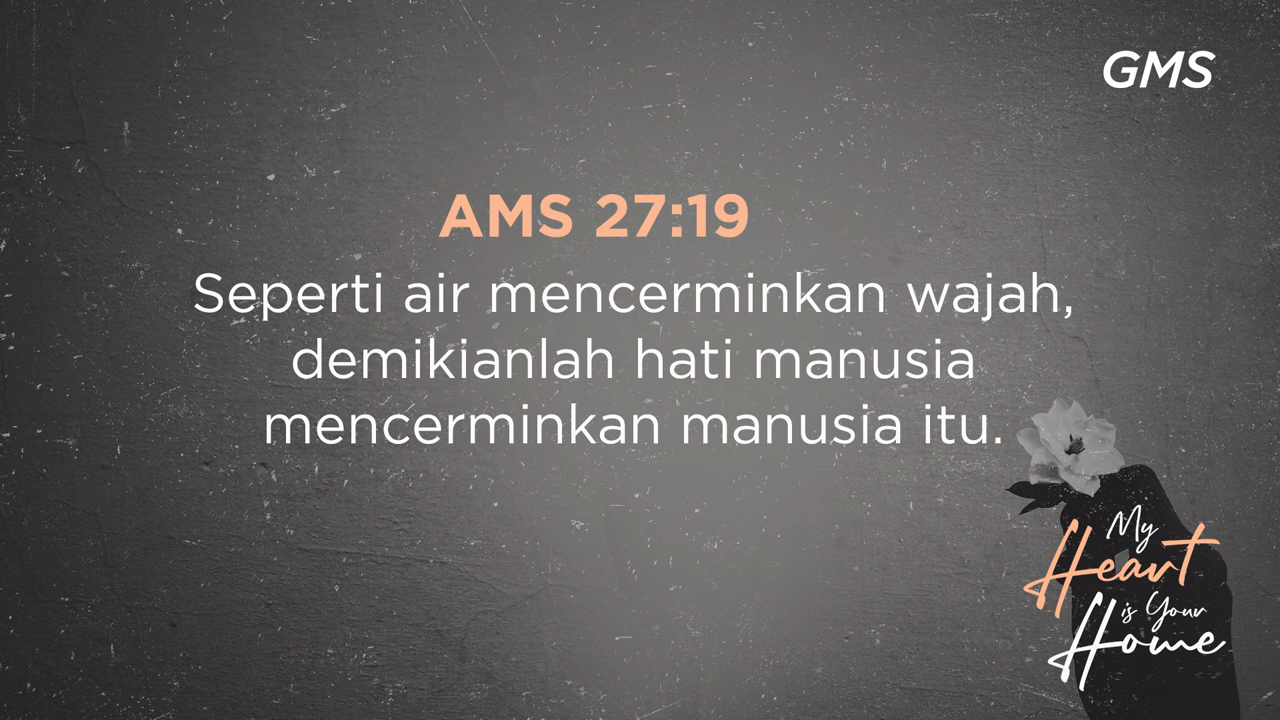 GMS
AMS 27:19
Seperti air mencerminkan wajah,
demikianlah hati manusia
mencerminkan manusia itu.
My
Heart
is Your
Home